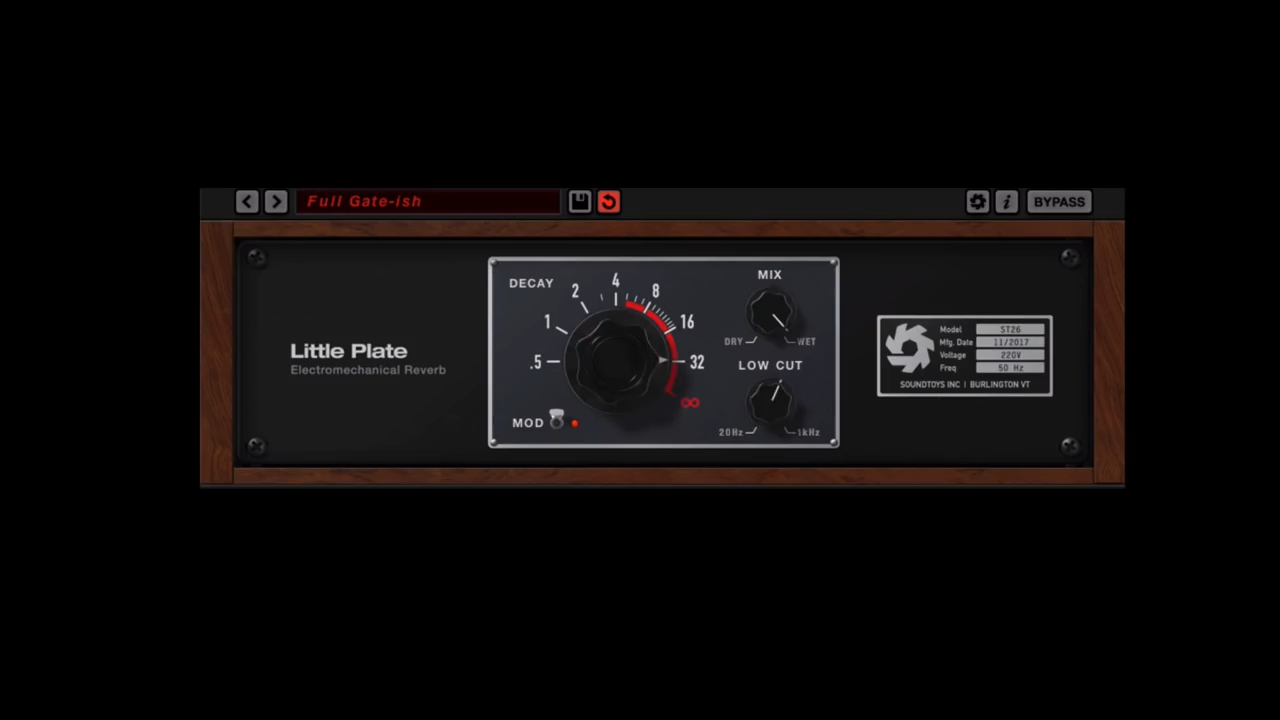 Full Gate-ish
i
BYPASS
DECAY
.5
1
2
4
8
16
32
∞
MOD
MIX
DRY WET
LOW CUT
20Hz 1kHz
Little Plate
Electromechanical Reverb
Model ST26
Mfg. Date 11/2017
Voltage 220V
Freq 50 Hz
SOUNDTOYS INC | BURLINGTON VT